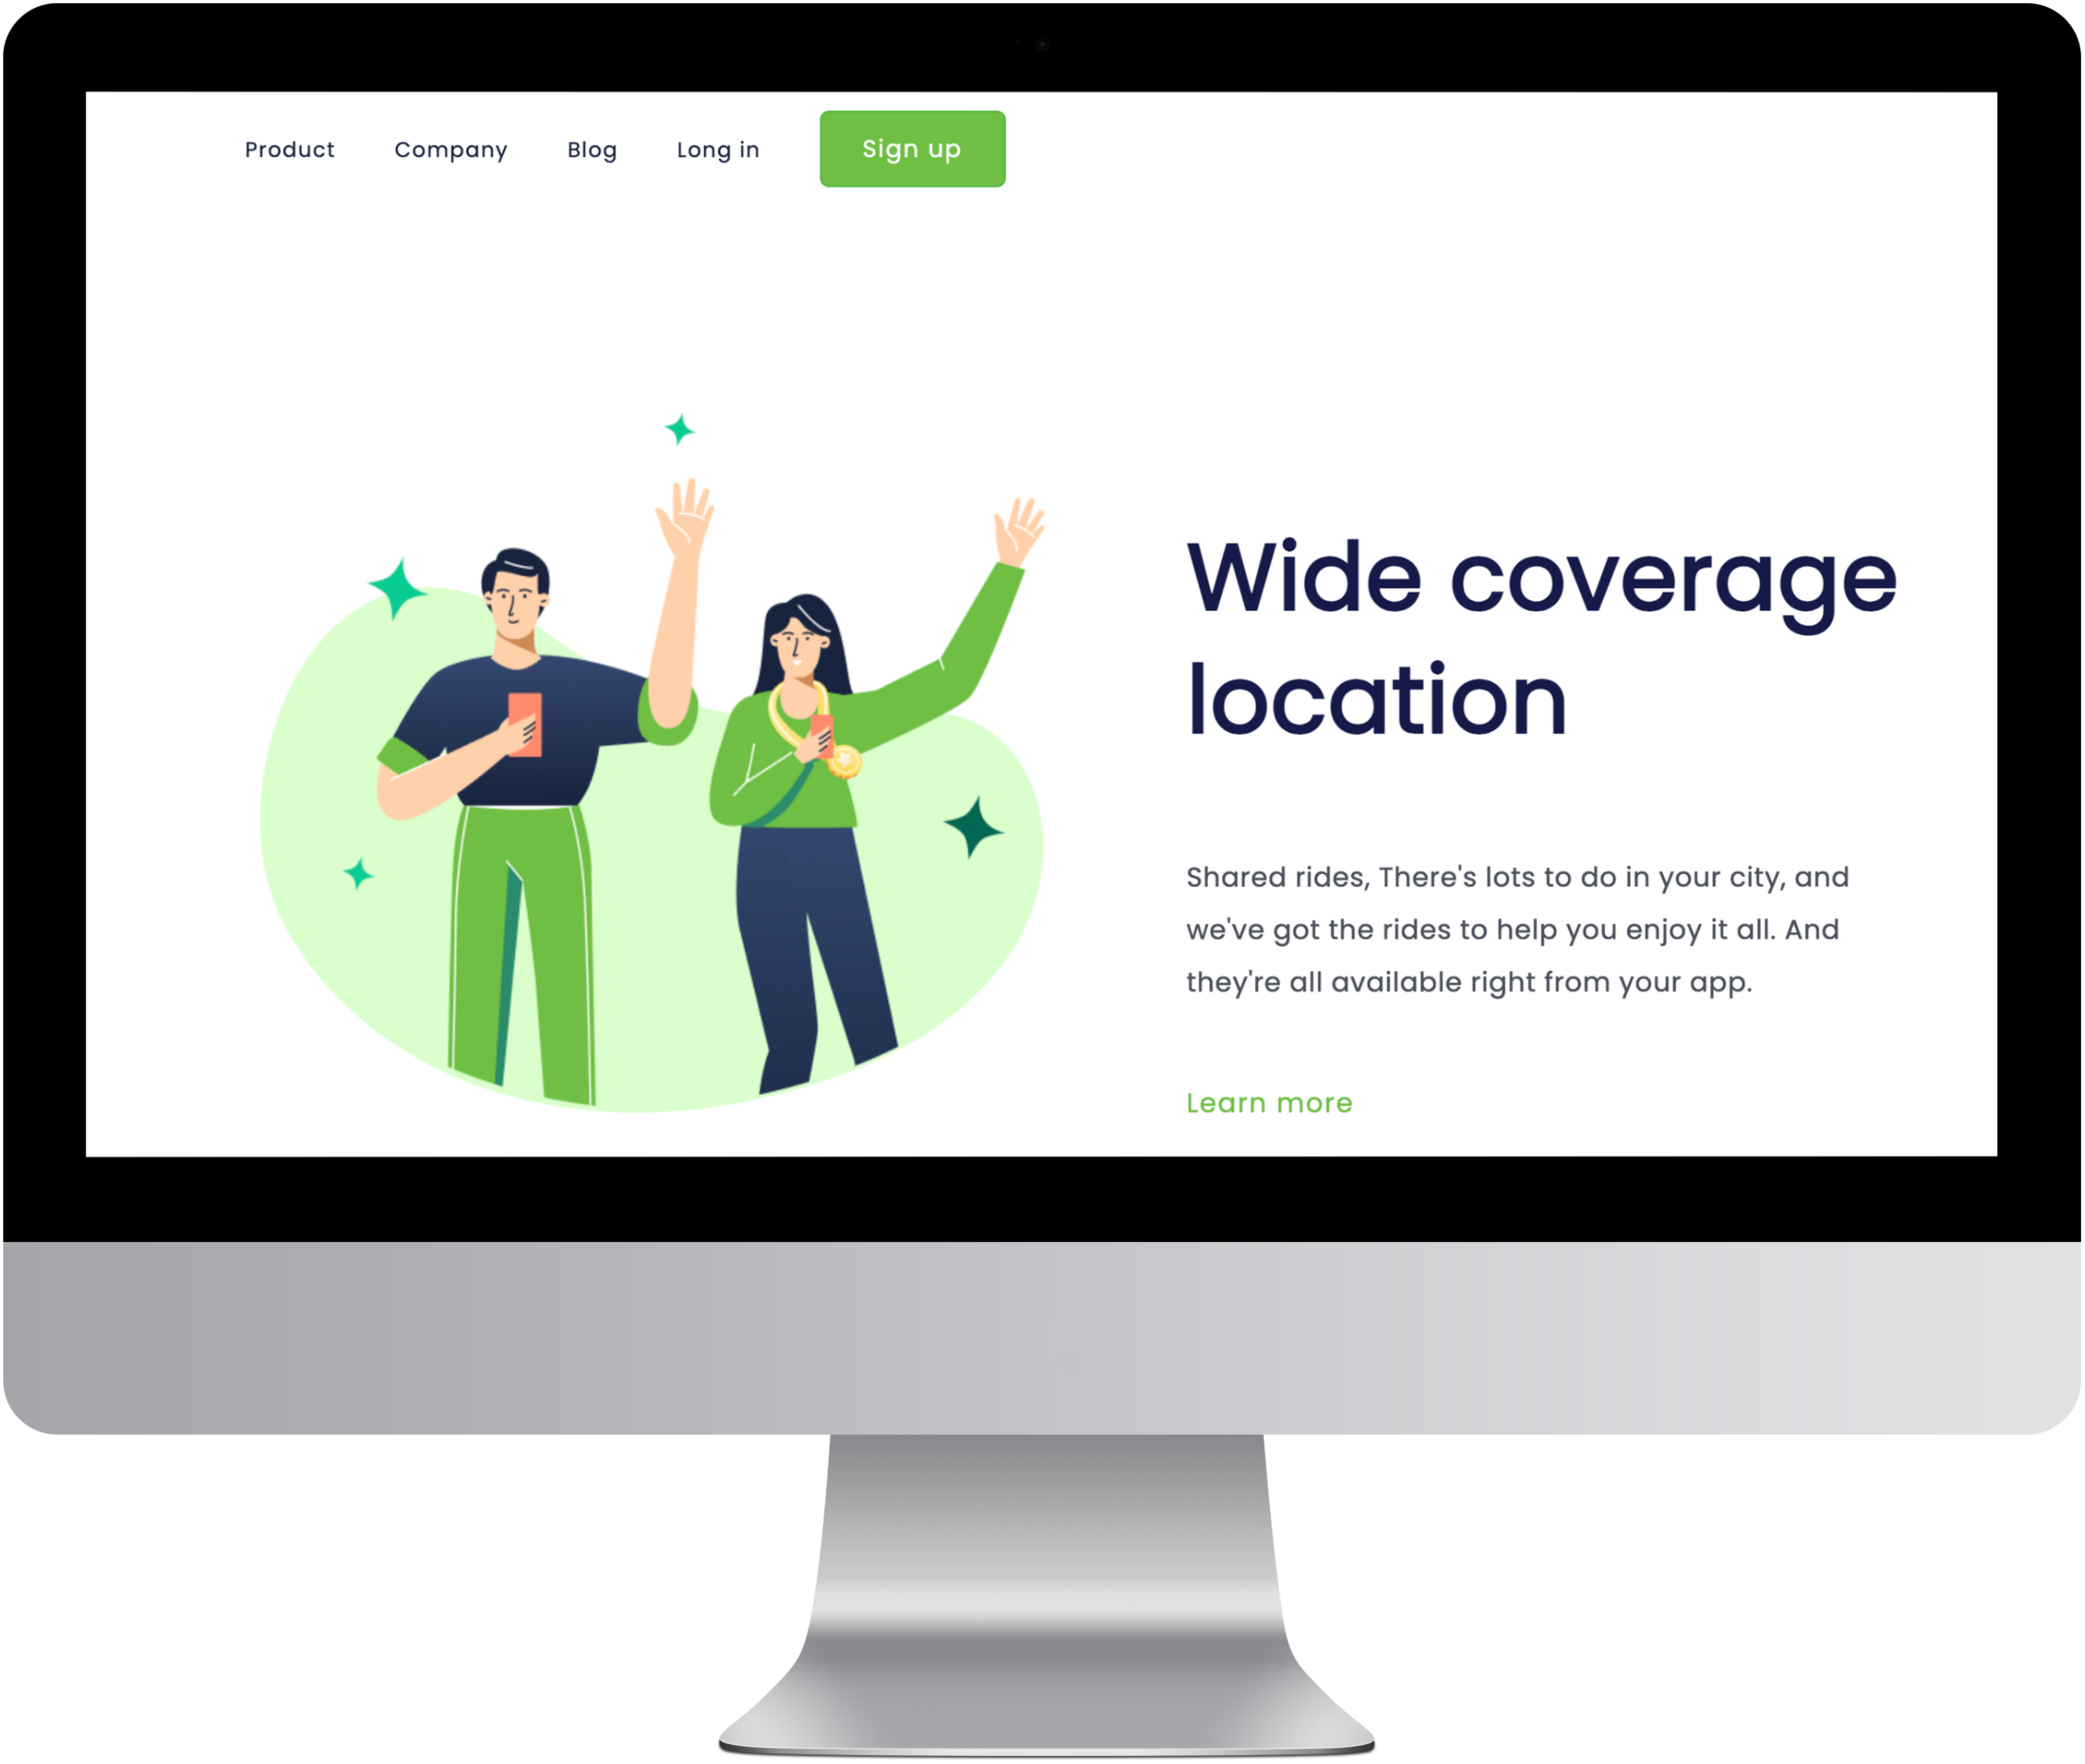 Product Company Blog Long in Sign up
Wide coverage
location
Shared rides, There's lots to do in your city, and
we've got the rides to help you enjoy it all. And
they're all available right from your app.
Learn more